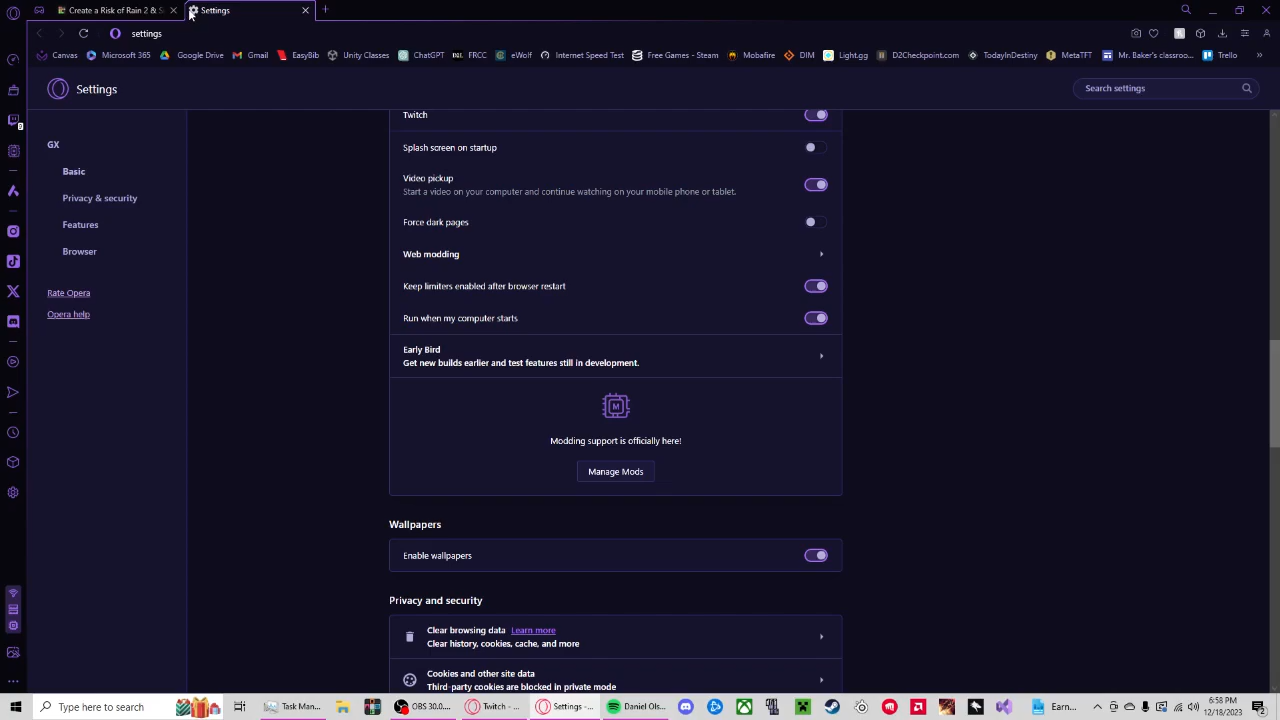 Create a Risk of Rain 2 & S
Settings
settings
Canvas
Microsoft 365
Google Drive
Gmail
EasyBib
Unity Classes
ChatGPT
FRCC
eWolf
Internet Speed Test
Free Games - Steam
Mobafire
DIM
Light.gg
D2Checkpoint.com
TodayInDestiny
MetaTFT
Mr. Baker's classroo...
Trello
Settings
Search settings
GX
Basic
Privacy & security
Features
Browser
Rate Opera
Opera help
Twitch
Splash screen on startup
Video pickup
Start a video on your computer and continue watching on your mobile phone or tablet.
Force dark pages
Web modding
Keep limiters enabled after browser restart
Run when my computer starts
Early Bird
Get new builds earlier and test features still in development.
M
Modding support is officially here!
Manage Mods
Wallpapers
Enable wallpapers
Privacy and security
Clear browsing data Learn more
Clear history, cookies, cache, and more
Cookies and other site data
Third-party cookies are blocked in private mode
Type here to search
Task Man...
OBS 30.0...
Twitch - ...
Settings -...
Daniel Ols...
Earn...
6:58 PM
12/18/2023